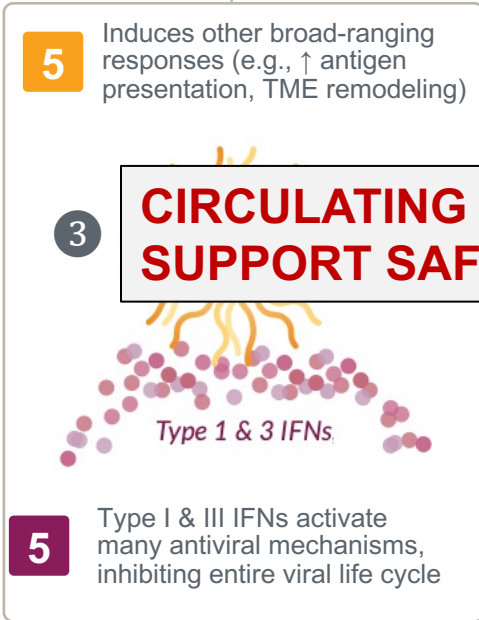 5
Induces other broad-ranging
responses (e.g., ↑ antigen
presentation, TME remodeling)
3
CIRCULATING
SUPPORT SAF
Type 1 & 3 IFNs
5
Type I & III IFNs activate
many antiviral mechanisms,
inhibiting entire viral life cycle